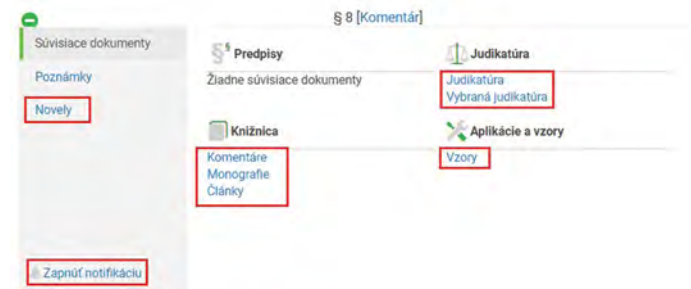 § 8 [Komentár]
Súvisiace dokumenty
Poznámky
Novely
Zapnúť notifikáciu
§§ Predpisy
Žiadne súvisiace dokumenty
Judikatúra
Judikatúra
Vybraná judikatúra
Knižnica
Komentáre
Monografie
Články
Aplikácie a vzory
Vzory